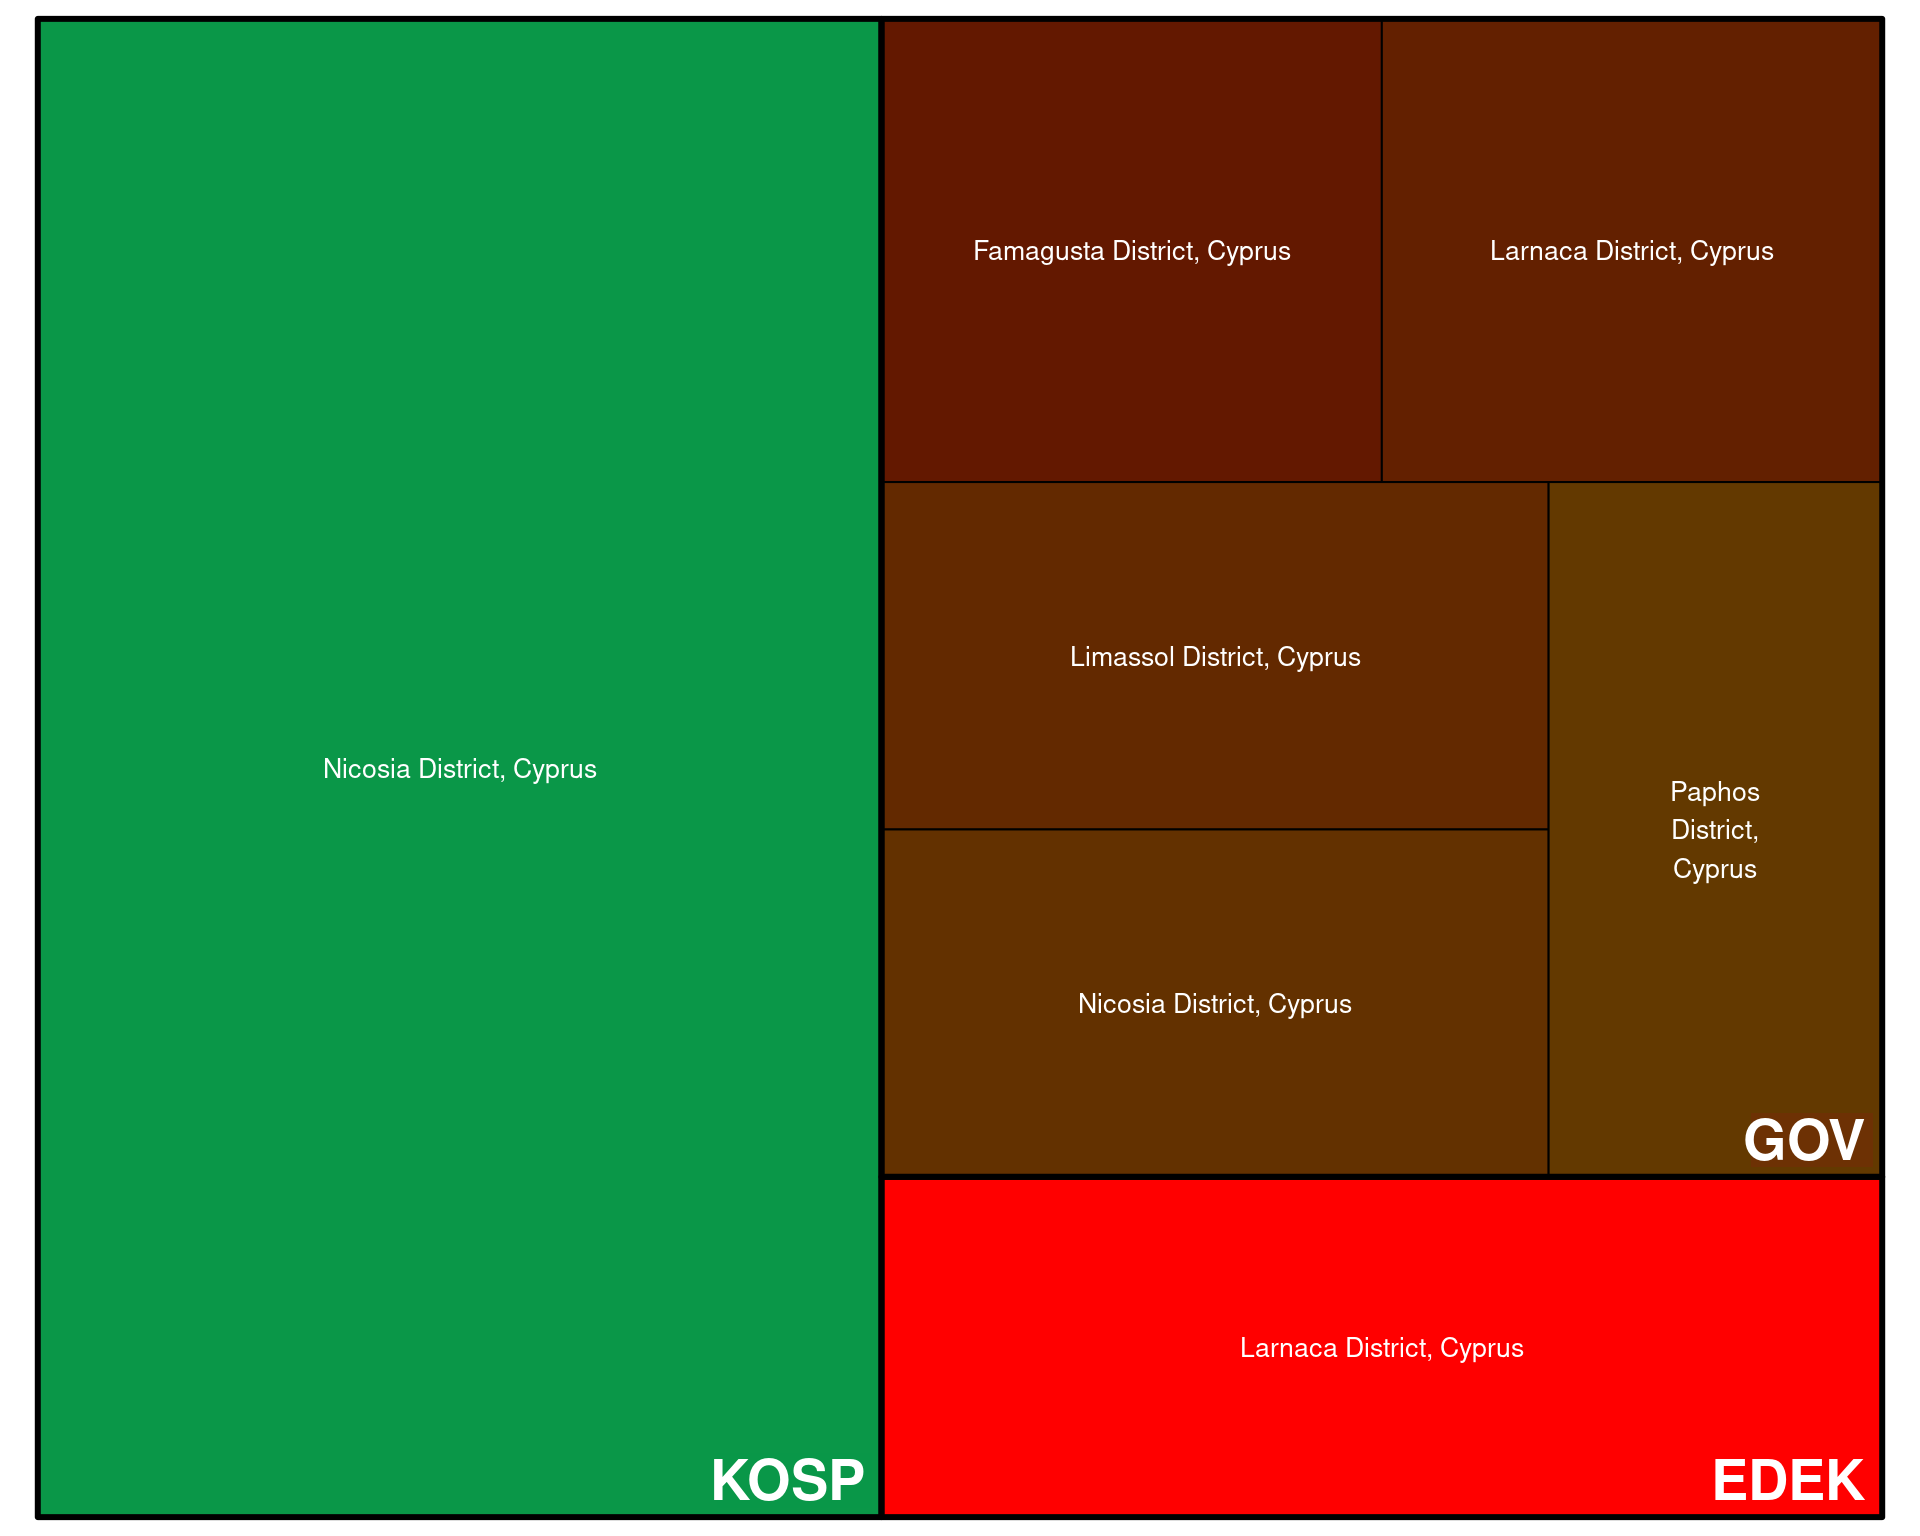 Nicosia District, Cyprus
KOSP
Famagusta District, Cyprus
Larnaca District, Cyprus
Limassol District, Cyprus
Nicosia District, Cyprus
Paphos
District,
Cyprus
GOV
Larnaca District, Cyprus
EDEK